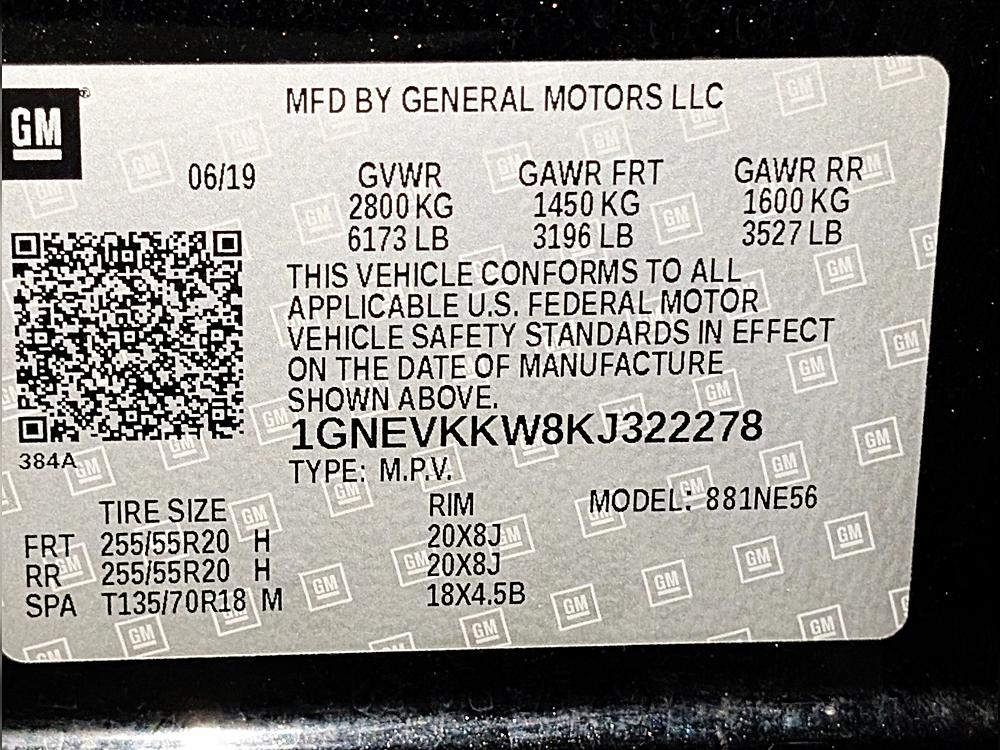 GM®
MFD BY GENERAL MOTORS LLC
06/19 GVWR GAWR FRT GAWR RR
2800 KG 1450 KG 1600 KG
6173 LB 3196 LB 3527 LB
THIS VEHICLE CONFORMS TO ALL
APPLICABLE U.S. FEDERAL MOTOR
VEHICLE SAFETY STANDARDS IN EFFECT
ON THE DATE OF MANUFACTURE
SHOWN ABOVE.
1GNEVKKW8KJ322278
384A
TYPE: M.P.V.
TIRE SIZE RIM MODEL: 881NE56
FRT 255/55R20 H 20X8J
RR 255/55R20 H 20X8J
SPA T135/70R18 M 18X4.5B